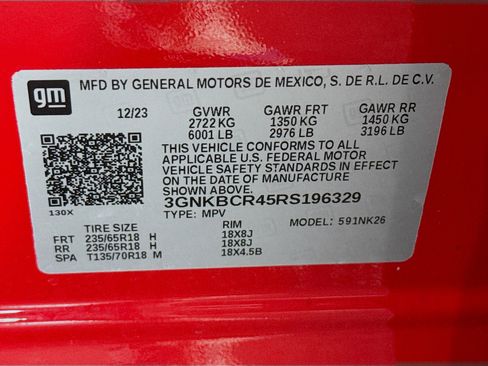 gm
MFD BY GENERAL MOTORS DE MEXICO, S. DE R.L. DE C.V.
12/23 GVWR GAWR FRT GAWR RR
2722 KG 1350 KG 1450 KG
6001 LB 2976 LB 3196 LB
THIS VEHICLE CONFORMS TO ALL
APPLICABLE U.S. FEDERAL MOTOR
VEHICLE SAFETY STANDARDS IN EFFECT
ON THE DATE OF MANUFACTURE
SHOWN ABOVE.
3GNKBCR45RS196329
130X TYPE: MPV MODEL: 591NK26
TIRE SIZE RIM
FRT 235/65R18 H 18X8J
RR 235/65R18 H 18X8J
SPA T135/70R18 M 18X4.5B